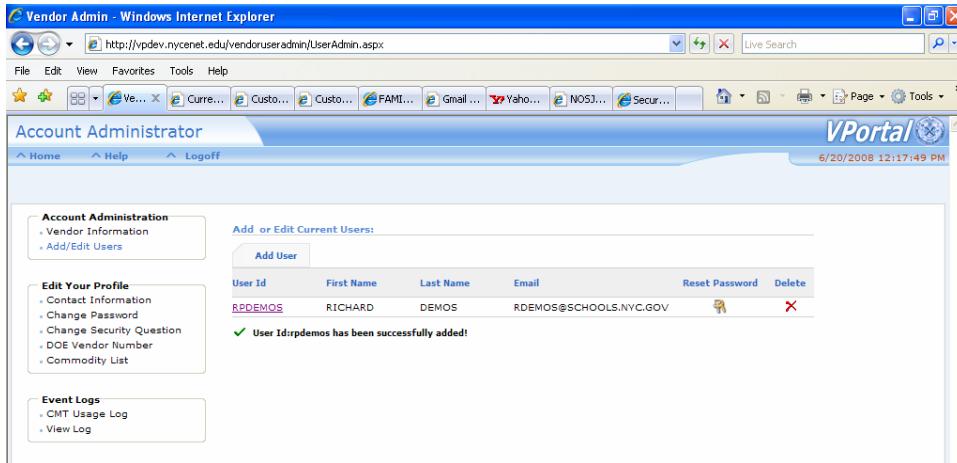 Vendor Admin - Windows Internet Explorer
http://vpdev.nycenet.edu/vendoruseradmin/UserAdmin.aspx
Live Search
File Edit View Favorites Tools Help
Ve... Curre... Custo... Custo... FAMI... Gmail ... Yaho... NOSJ... Secur... Page Tools
Account Administrator
VPortal
Home Help Logoff
6/20/2008 12:17:49 PM
Account Administration
Vendor Information
Add/Edit Users
Edit Your Profile
Contact Information
Change Password
Change Security Question
DOE Vendor Number
Commodity List
Event Logs
CMT Usage Log
View Log
Add or Edit Current Users:
Add User
User Id First Name Last Name Email Reset Password Delete
RPDEMOS RICHARD DEMOS RDEMOS@SCHOOLS.NYC.GOV
User Id:rpdemos has been successfully added!